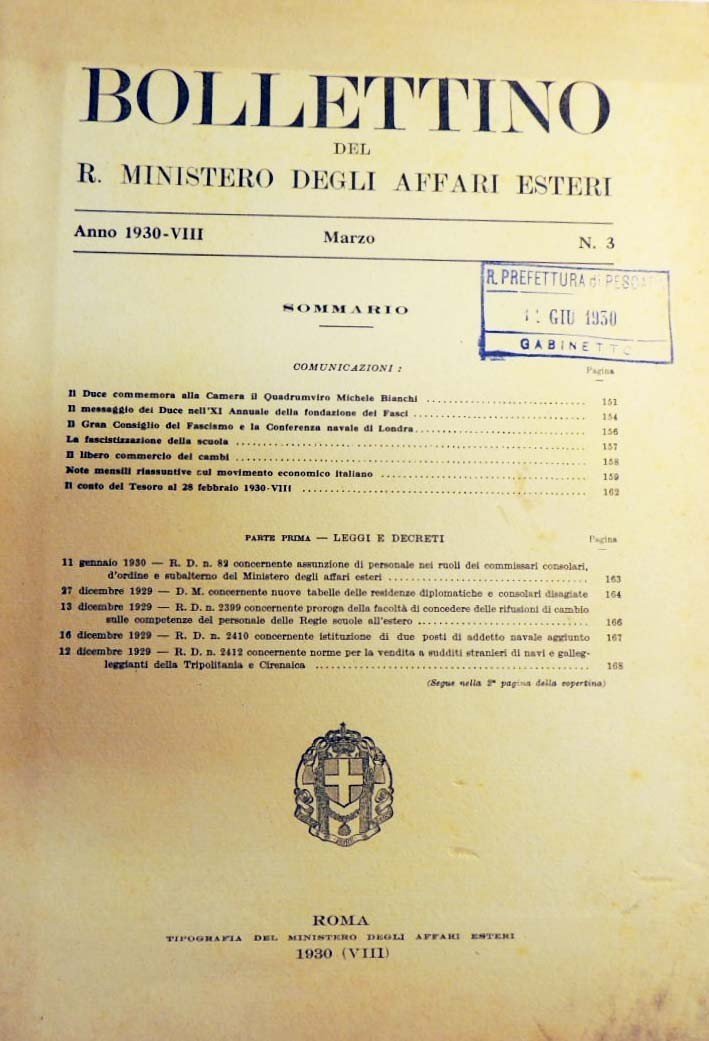 BOLLETTINO
DEL
R. MINISTERO DEGLI AFFARI ESTERI
Anno 1930-VIII Marzo N. 3
R. PREFETTURA di
GIU 1930
GABINETTO
SOMMARIO
COMUNICAZIONI: Pagina
Il Duce commemora alla Camera il Quadrumviro Michele Bianchi 151
Il messaggio del Duce nell'XI Annuale della fondazione dei Fasci 154
Il Gran Consiglio del Fascismo e la Conferenza navale di Londra 156
La fascistizzazione della scuola 157
Il libero commercio dei cambi 158
Note mensili riassuntive sul movimento economico italiano 159
Il conto del Tesoro al 28 febbraio 1930-VIII 162
PARTE PRIMA — LEGGI E DECRETI Pagina
11 gennaio 1930 — R. D. n. 82 concernente assunzione di personale nei ruoli dei commissari consolari,
d'ordine e subalterno del Ministero degli affari esteri 163
27 dicembre 1929 — D. M. concernente nuove tabelle delle residenze diplomatiche e consolari disagiate 164
13 dicembre 1929 — R. D. n. 2399 concernente proroga della facoltà di concedere delle rifusioni di cambio
sulle competenze del personale delle Regie scuole all'estero 166
16 dicembre 1929 — R. D. n. 2410 concernente istituzione di due posti di addetto navale aggiunto 167
12 dicembre 1929 — R. D. n. 2412 concernente norme per la vendita a sudditi stranieri di navi e galleg-
leggianti della Tripolitania e Cirenaica 168
(Segue nella 2ª pagina della copertina)
ROMA
TIPOGRAFIA DEL MINISTERO DEGLI AFFARI ESTERI
1930 (VIII)